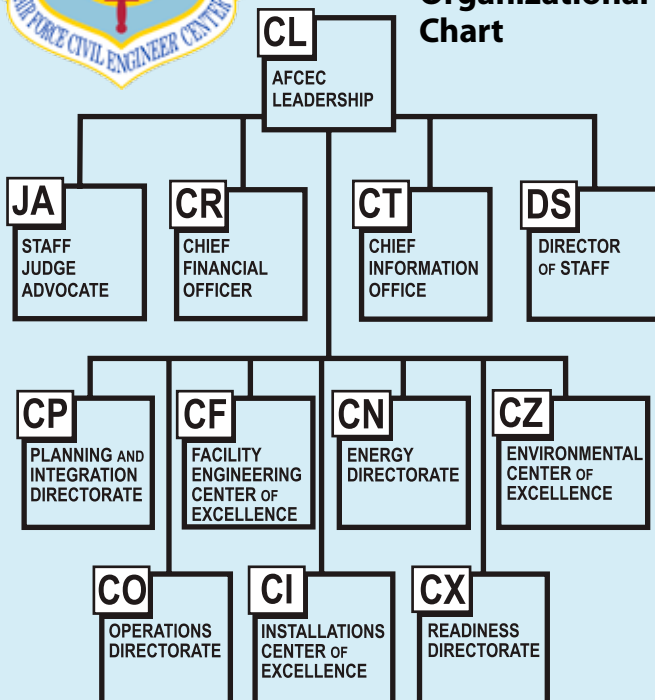 Organizational
Chart
AIR FORCE CIVIL ENGINEER CENTER
CL
AFCEC
LEADERSHIP
JA
STAFF
JUDGE
ADVOCATE
CR
CHIEF
FINANCIAL
OFFICER
CT
CHIEF
INFORMATION
OFFICE
DS
DIRECTOR
OF STAFF
CP
PLANNING AND
INTEGRATION
DIRECTORATE
CF
FACILITY
ENGINEERING
CENTER OF
EXCELLENCE
CN
ENERGY
DIRECTORATE
CZ
ENVIRONMENTAL
CENTER OF
EXCELLENCE
CO
OPERATIONS
DIRECTORATE
CI
INSTALLATIONS
CENTER OF
EXCELLENCE
CX
READINESS
DIRECTORATE